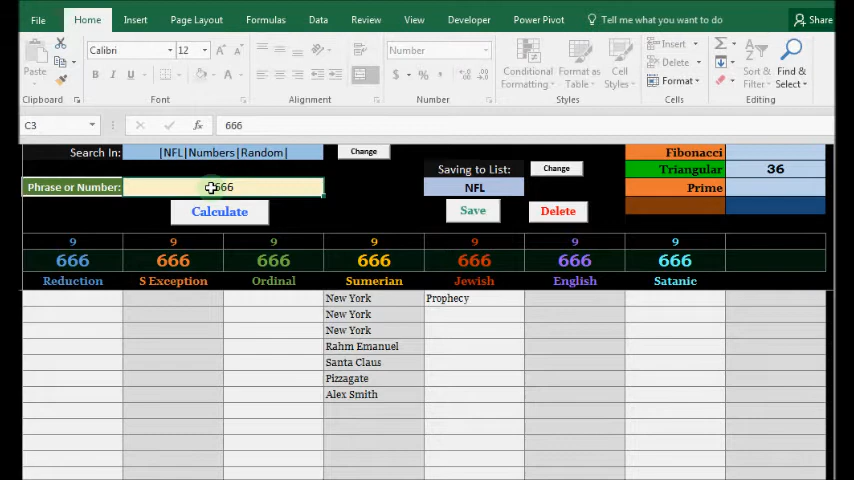 File Home Insert Page Layout Formulas Data Review View Developer Power Pivot Tell me what you want to do Share
Calibri 12 Number Insert
Paste B I U A $ % Conditional Formatting Format as Table Cell Styles Delete Format Sort & Filter Find & Select
Clipboard Font Alignment Number Styles Cells Editing
C3 fx 666
Search In: |NFL|Numbers|Random| Change Fibonacci
Saving to List: Change Triangular 36
Phrase or Number: 666 NFL Prime
Calculate Save Delete
9 9 9 9 9 9 9
666 666 666 666 666 666 666
Reduction S Exception Ordinal Sumerian Jewish English Satanic
New York Prophecy
New York
New York
Rahm Emanuel
Santa Claus
Pizzagate
Alex Smith